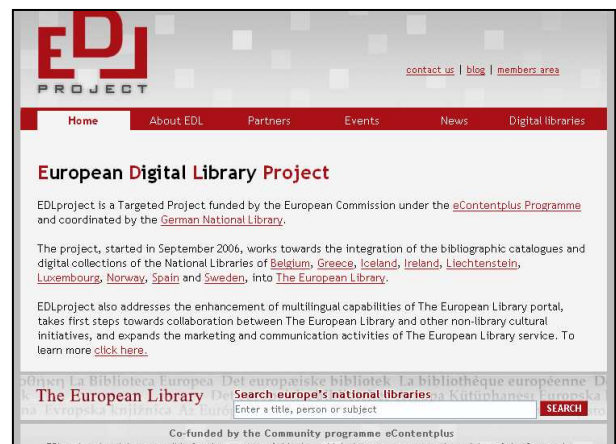 EDL
PROJECT
contact us | blog | members area
Home About EDL Partners Events News Digital libraries
European Digital Library Project
EDLproject is a Targeted Project funded by the European Commission under the eContentplus Programme
and coordinated by the German National Library.
The project, started in September 2006, works towards the integration of the bibliographic catalogues and
digital collections of the National Libraries of Belgium, Greece, Iceland, Ireland, Liechtenstein,
Luxembourg, Norway, Spain and Sweden, into The European Library.
EDLproject also addresses the enhancement of multilingual capabilities of The European Library portal,
takes first steps towards collaboration between The European Library and other non-library cultural
initiatives, and expands the marketing and communication activities of The European Library service. To
learn more click here.
La Biblioteca Europea Det europæiske bibliotek La bibliothèque européenne
The European Library
Search europe's national libraries
Enter a title, person or subject SEARCH
Evropska knjižnica
Co-funded by the Community programme eContentplus